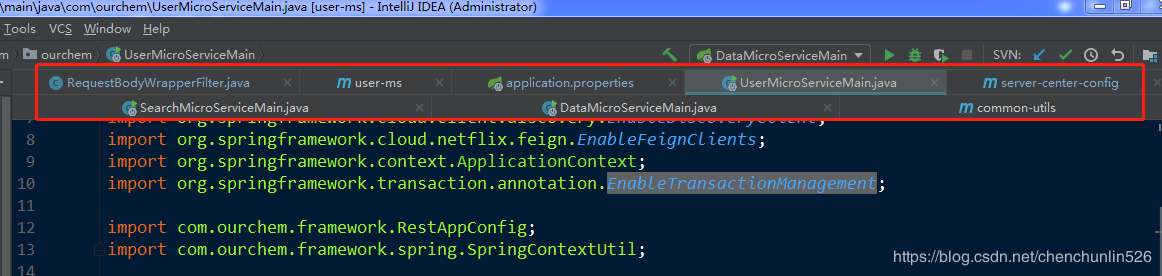 \main\java\com\ourchem\UserMicroServiceMain.java [user-ms] - IntelliJ IDEA (Administrator)
Tools VCS Window Help
ourchem UserMicroServiceMain DataMicroServiceMain SVN:
RequestBodyWrapperFilter.java user-ms application.properties UserMicroServiceMain.java server-center-config
SearchMicroServiceMain.java DataMicroServiceMain.java common-utils
7 import org.springframework.cloud.client.discovery.EnableDiscoveryClient;
8 import org.springframework.cloud.netflix.feign.EnableFeignClients;
9 import org.springframework.context.ApplicationContext;
10 import org.springframework.transaction.annotation.EnableTransactionManagement;
11
12 import com.ourchem.framework.RestAppConfig;
13 import com.ourchem.framework.spring.SpringContextUtil;
https://blog.csdn.net/chenchunlin526